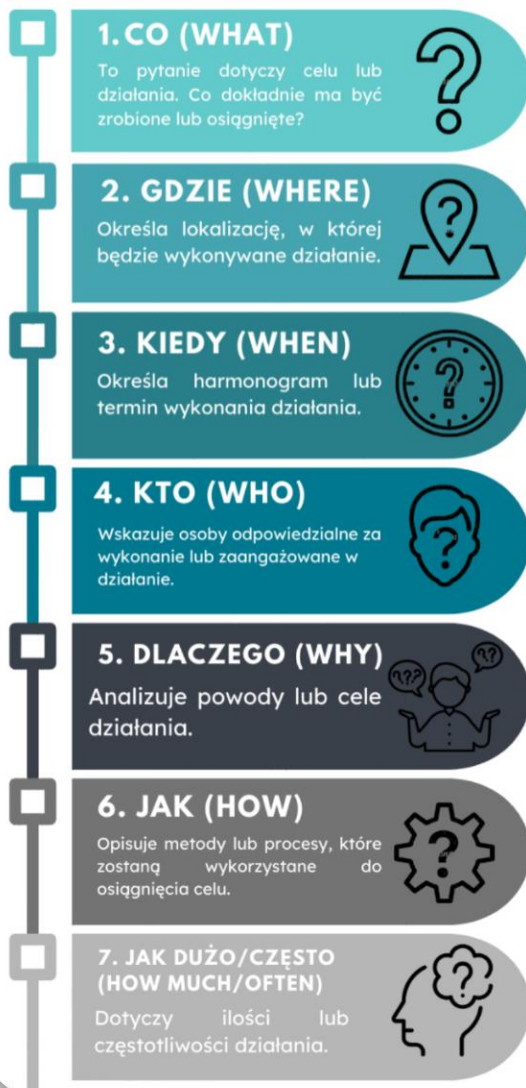 1. CO (WHAT)
To pytanie dotyczy celu lub
działania. Co dokładnie ma być
zrobione lub osiągnięte?
2. GDZIE (WHERE)
Określa lokalizację, w której
będzie wykonywane działanie.
3. KIEDY (WHEN)
Określa harmonogram lub
termin wykonania działania.
4. KTO (WHO)
Wskazuje osoby odpowiedzialne za
wykonanie lub zaangażowane w
działanie.
5. DLACZEGO (WHY)
Analizuje powody lub cele
działania.
6. JAK (HOW)
Opisuje metody lub procesy, które
zostaną wykorzystane do
osiągnięcia celu.
7. JAK DUŻO/CZĘSTO
(HOW MUCH/OFTEN)
Dotyczy ilości lub
częstotliwości działania.